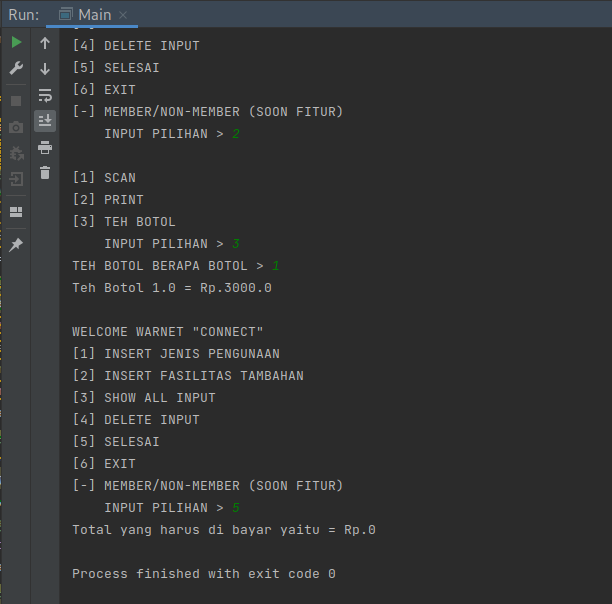 Run: Main
[4] DELETE INPUT
[5] SELESAI
[6] EXIT
[-] MEMBER/NON-MEMBER (SOON FITUR)
INPUT PILIHAN > 2
[1] SCAN
[2] PRINT
[3] TEH BOTOL
INPUT PILIHAN > 3
TEH BOTOL BERAPA BOTOL > 1
Teh Botol 1.0 = Rp.3000.0
WELCOME WARNET "CONNECT"
[1] INSERT JENIS PENGUNAAN
[2] INSERT FASILITAS TAMBAHAN
[3] SHOW ALL INPUT
[4] DELETE INPUT
[5] SELESAI
[6] EXIT
[-] MEMBER/NON-MEMBER (SOON FITUR)
INPUT PILIHAN > 5
Total yang harus di bayar yaitu = Rp.0
Process finished with exit code 0